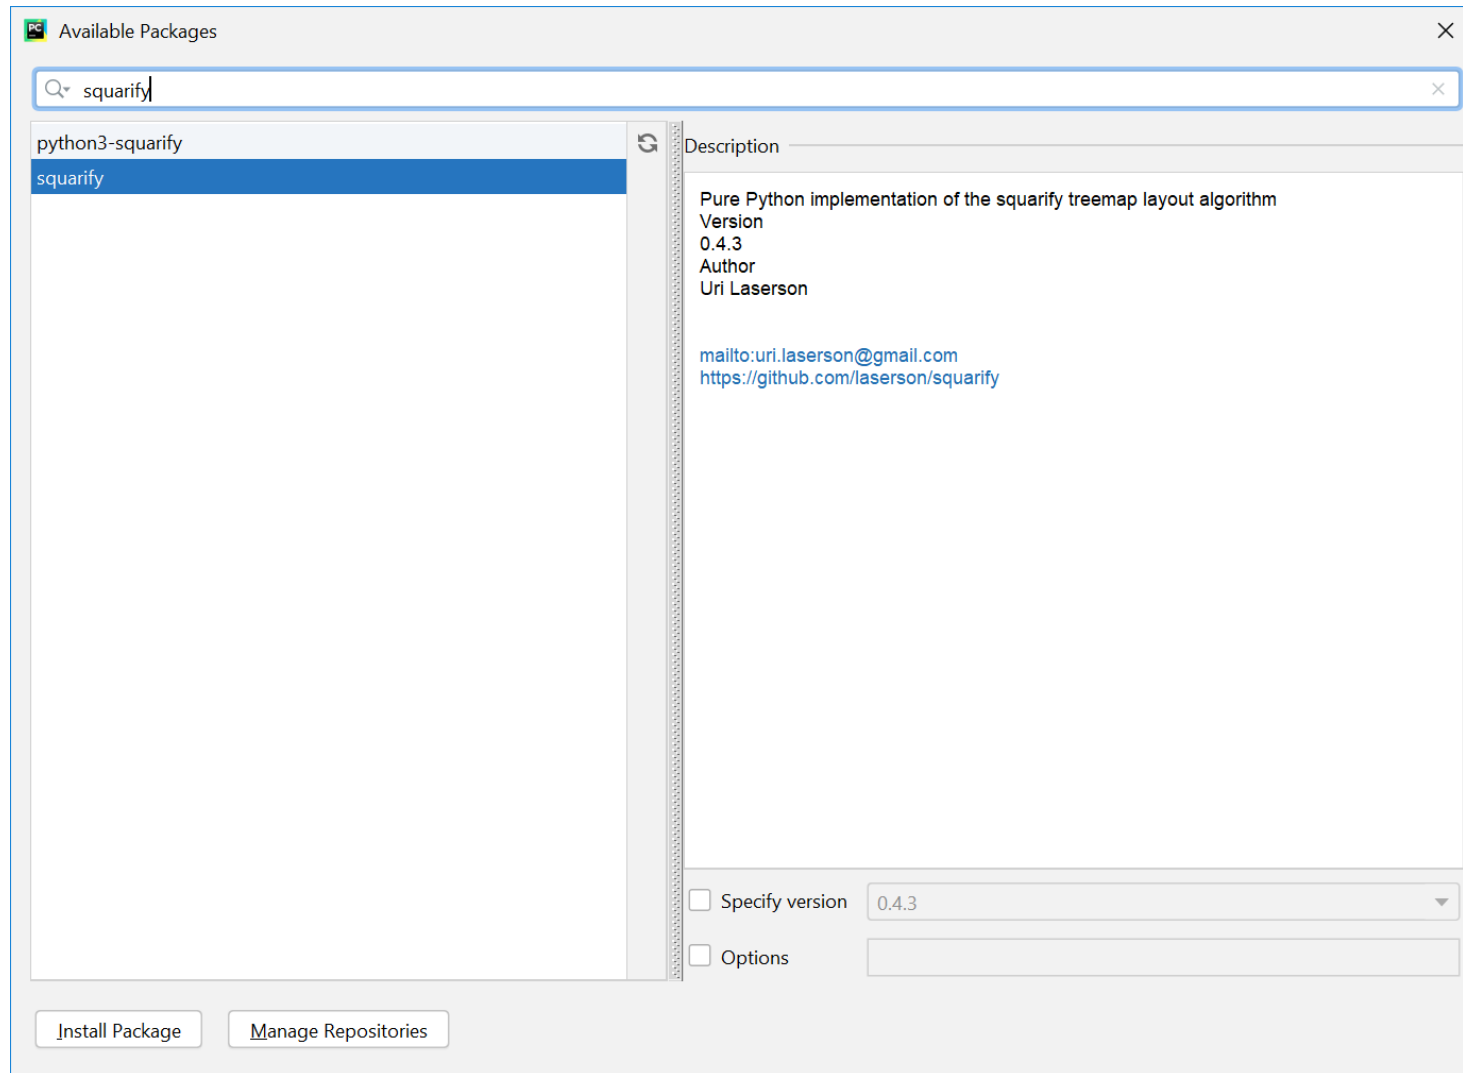 PC
Available Packages
squarify
python3-squarify
squarify
Description
Pure Python implementation of the squarify treemap layout algorithm
Version
0.4.3
Author
Uri Laserson
mailto:uri.laserson@gmail.com
https://github.com/laserson/squarify
Specify version
0.4.3
Options
Install Package
Manage Repositories